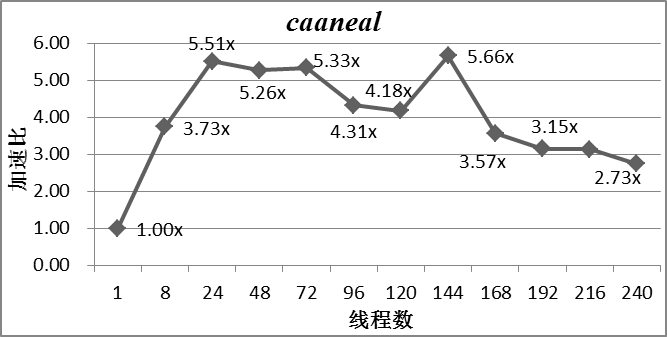 caaneal
6.00
5.00
4.00
3.00
2.00
1.00
0.00
加速比
1.00x
3.73x
5.51x
5.26x
5.33x
4.31x
4.18x
5.66x
3.57x
3.15x
2.73x
1 8 24 48 72 96 120 144 168 192 216 240
线程数